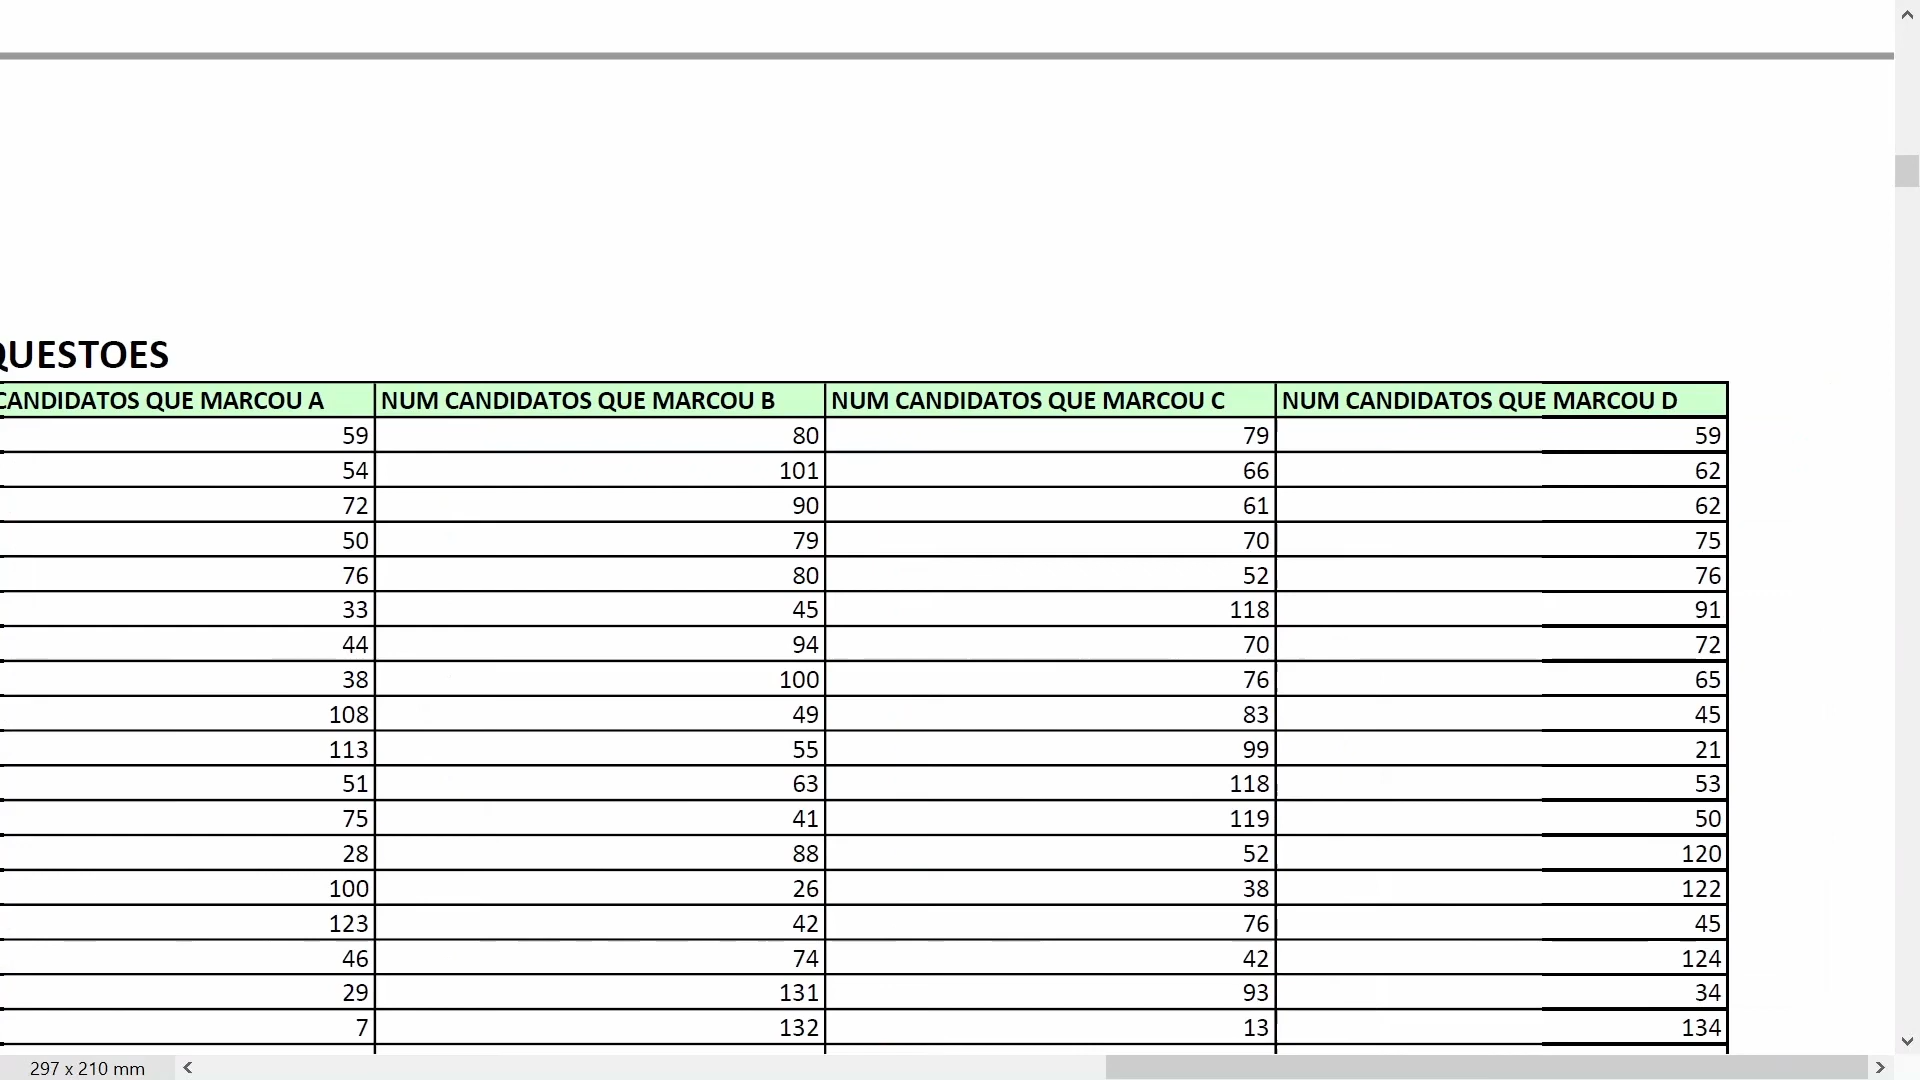 QUESTOES
CANDIDATOS QUE MARCOU A NUM CANDIDATOS QUE MARCOU B NUM CANDIDATOS QUE MARCOU C NUM CANDIDATOS QUE MARCOU D
59 80 79 59
54 101 66 62
72 90 61 62
50 79 70 75
76 80 52 76
33 45 118 91
44 94 70 72
38 100 76 65
108 49 83 45
113 55 99 21
51 63 118 53
75 41 119 50
28 88 52 120
100 26 38 122
123 42 76 45
46 74 42 124
29 131 93 34
7 132 13 134
297 x 210 mm